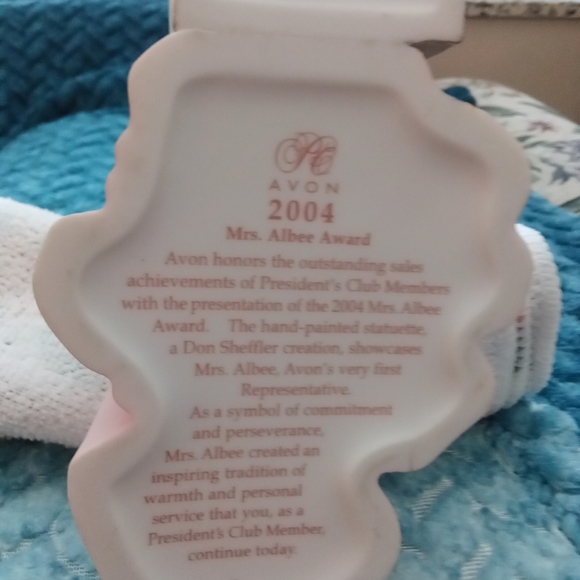 PC
AVON
2004
Mrs. Albee Award
Avon honors the outstanding sales
achievements of President's Club Members
with the presentation of the 2004 Mrs. Albee
Award. The hand-painted statuette,
a Don Sheffler creation, showcases
Mrs. Albee, Avon's very first
Representative.
As a symbol of commitment
and perseverance,
Mrs. Albee created an
inspiring tradition of
warmth and personal
service that you, as a
President's Club Member,
continue today.